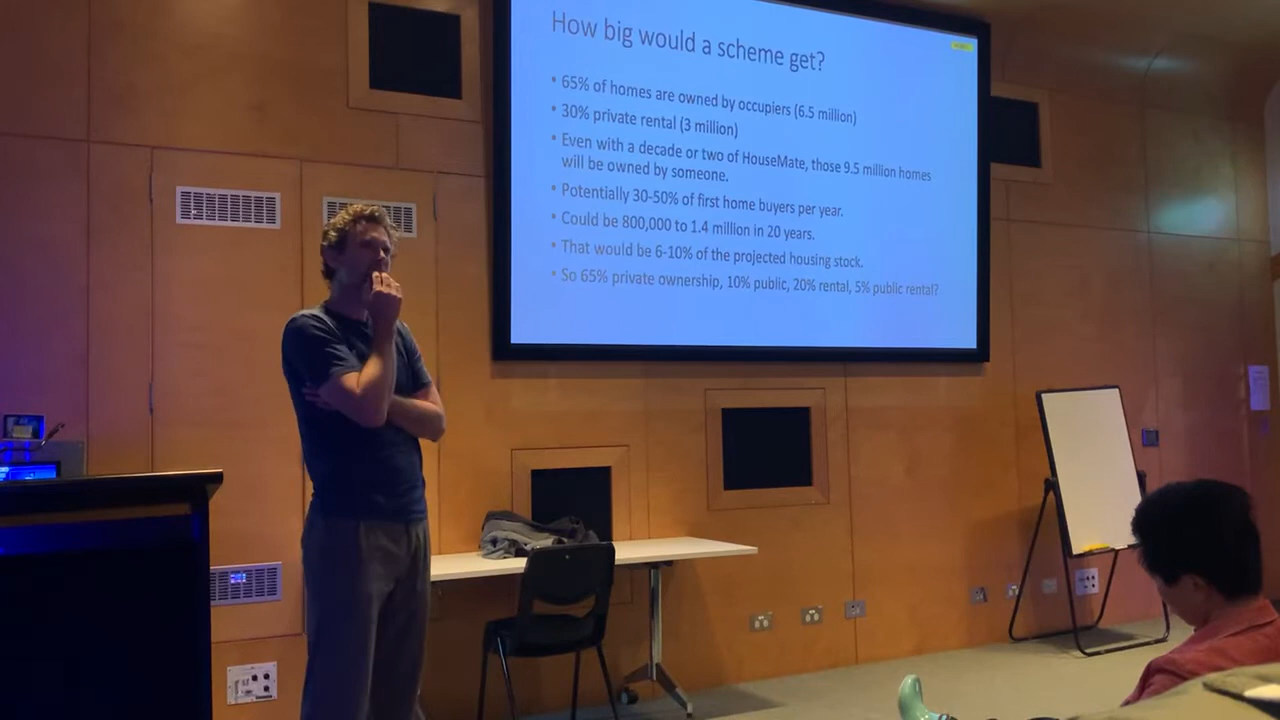 How big would a scheme get?
• 65% of homes are owned by occupiers (6.5 million)
• 30% private rental (3 million)
• Even with a decade or two of HouseMate, those 9.5 million homes
will be owned by someone.
• Potentially 30-50% of first home buyers per year.
• Could be 800,000 to 1.4 million in 20 years.
• That would be 6-10% of the projected housing stock.
• So 65% private ownership, 10% public, 20% rental, 5% public rental?